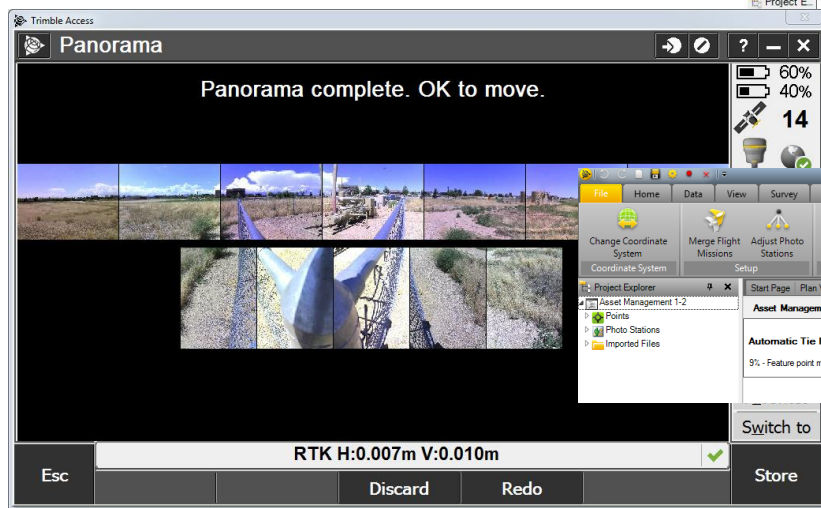 Project E...
Trimble Access
Panorama
?
60%
40%
14
Panorama complete. OK to move.
File Home Data View Survey
Change Coordinate System
Merge Flight Missions
Adjust Photo Stations
Coordinate System
Setup
Project Explorer
Asset Management 1-2
Points
Photo Stations
Imported Files
Start Page Plan
Asset Managem
Automatic Tie
9% - Feature point m
Switch to
RTK H:0.007m V:0.010m
Esc
Discard
Redo
Store